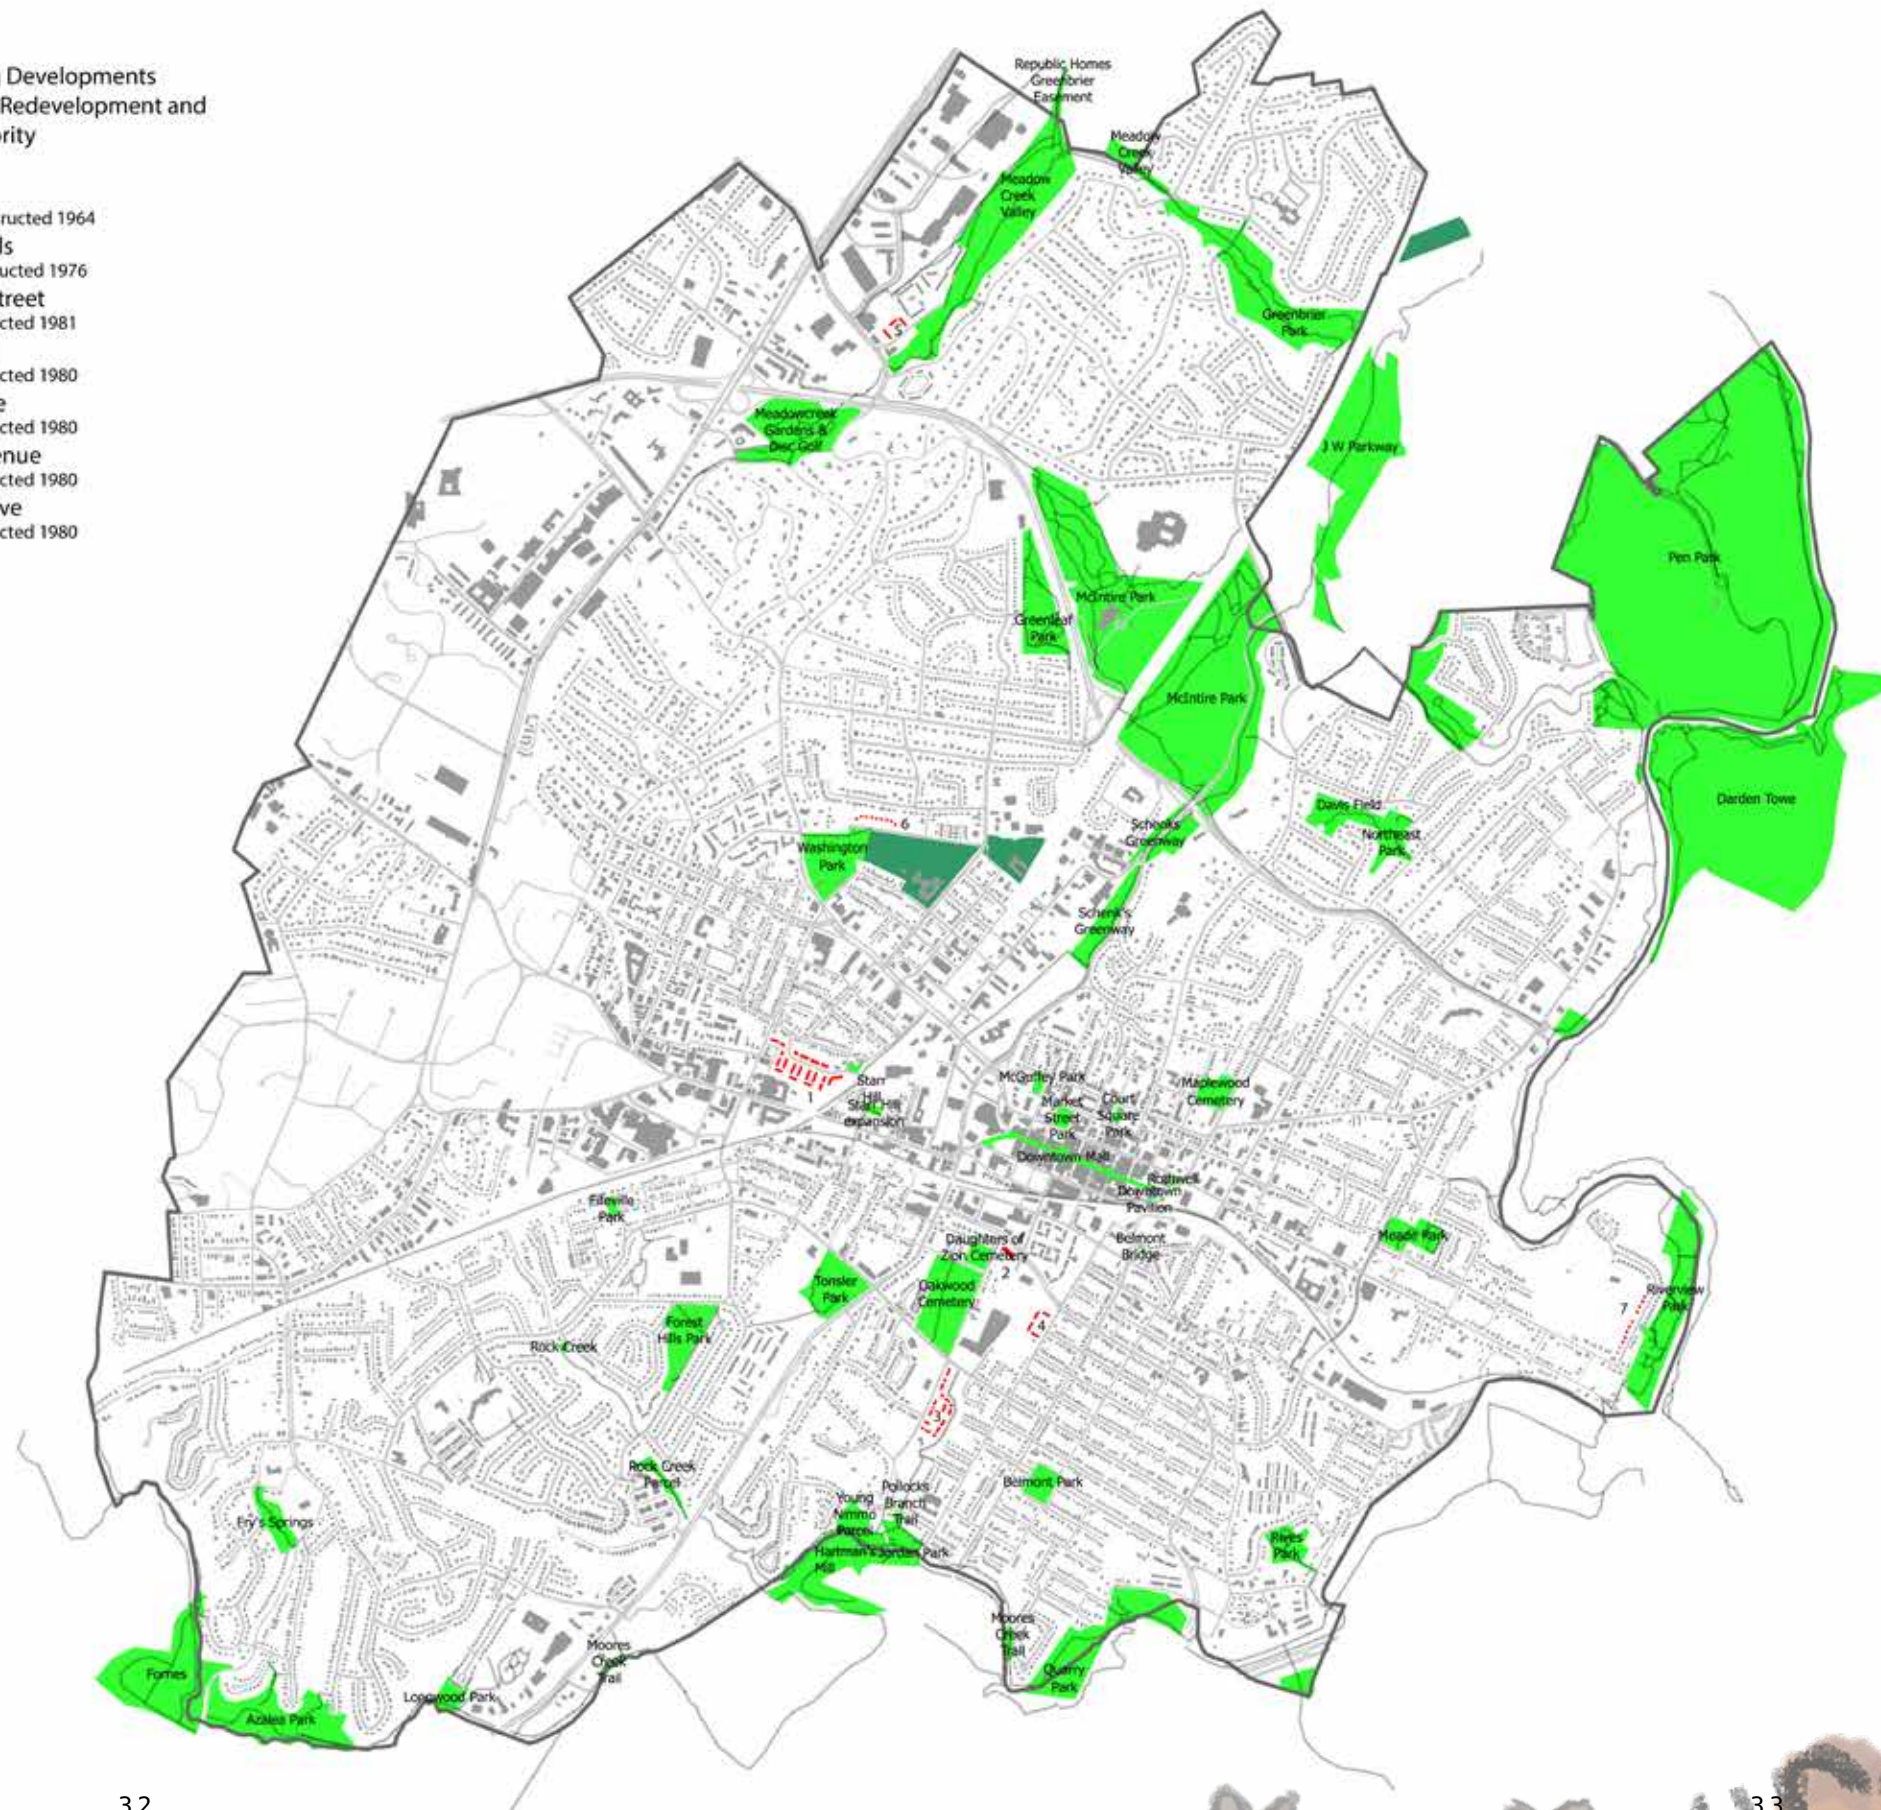 Developments
Redevelopment and
ority
ructed 1964
ls
ucted 1976
treet
cted 1981
cted 1980
e
cted 1980
enue
cted 1980
ve
cted 1980
Republic Homes
Greenbrier
Easement
Meadow
Creek
Valley
Meadow
Creek
Valley
Greenbrier
Park
5
Meadowcreek
Gardens &
Disc Golf
J W Parkway
Pen Park
McIntire Park
Greenleaf
Park
McIntire Park
Darden Towe
Davis Field
Northeast
Park
6
Washington
Park
Schenks
Greenway
Schenk's
Greenway
1
Starr
Hill
Starr Hill
expansion
McGuffey Park
Market
Street
Park
Court
Square
Park
Maplewood
Cemetery
Downtown Mall
Rothwell
Downtown
Pavilion
Fifeville
Park
Daughters of
Zion Cemetery
2
Belmont
Bridge
Meade Park
Tonsler
Park
Oakwood
Cemetery
4
7
Riverview
Park
Forest
Hills Park
Rock Creek
3
Rock Creek
Parcel
Belmont Park
Young
Nimmo
Parcel
Pollocks
Branch
Trail
Hartman's
Mill
Jordan Park
Fry's Springs
Rives
Park
Moores
Creek
Trail
Quarry
Park
Moores
Creek
Trail
Longwood Park
Fornes
Azalea Park
32
33